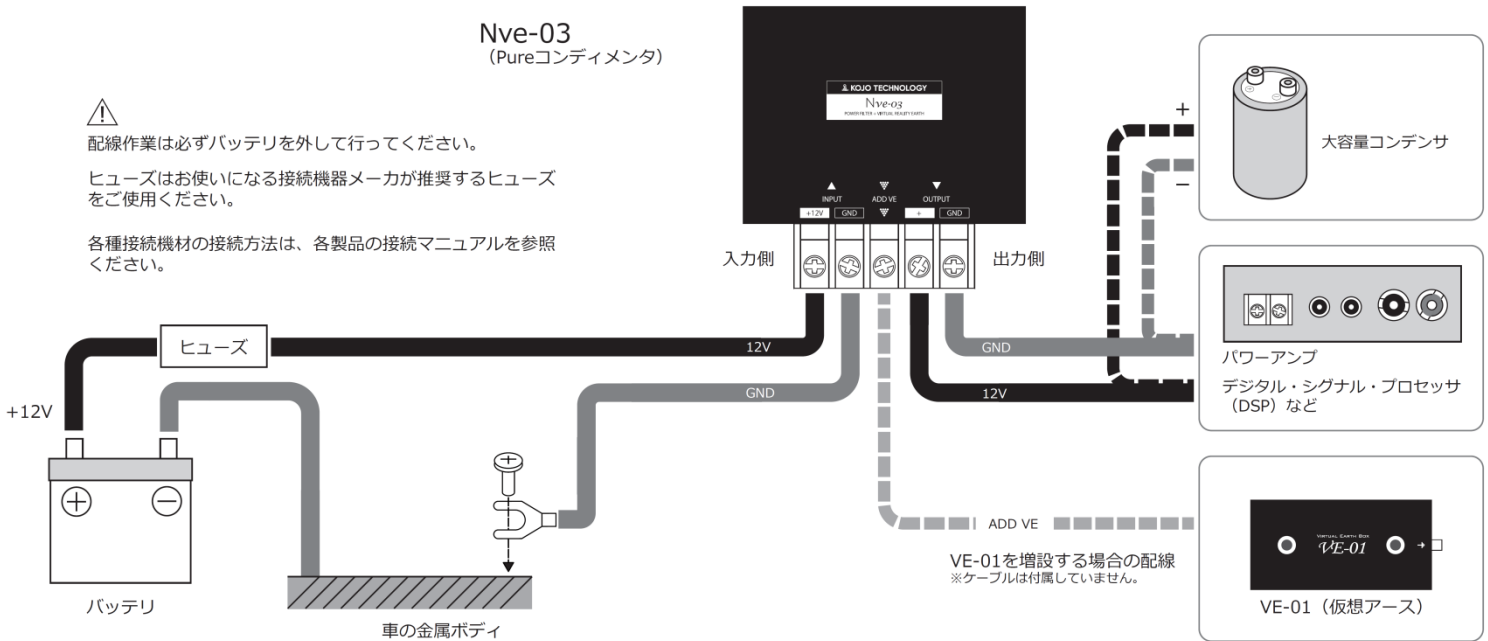 Nve-03
（Pureコンディメンタ）
配線作業は必ずバッテリを外して行ってください。
ヒューズはお使いになる接続機器メーカが推奨するヒューズ
をご使用ください。
各種接続機材の接続方法は、各製品の接続マニュアルを参照
ください。
KOJO TECHNOLOGY
Nve-03
POWER FILTER + VIRTUAL REALITY EARTH
INPUT
ADD VE
OUTPUT
+12V
GND
+
GND
入力側
出力側
+
−
大容量コンデンサ
ヒューズ
12V
GND
GND
12V
パワーアンプ
デジタル・シグナル・プロセッサ
（DSP）など
+12V
+
−
バッテリ
車の金属ボディ
ADD VE
VE-01を増設する場合の配線
※ケーブルは付属していません。
VIRTUAL EARTH BOX
VE-01
VE-01（仮想アース）